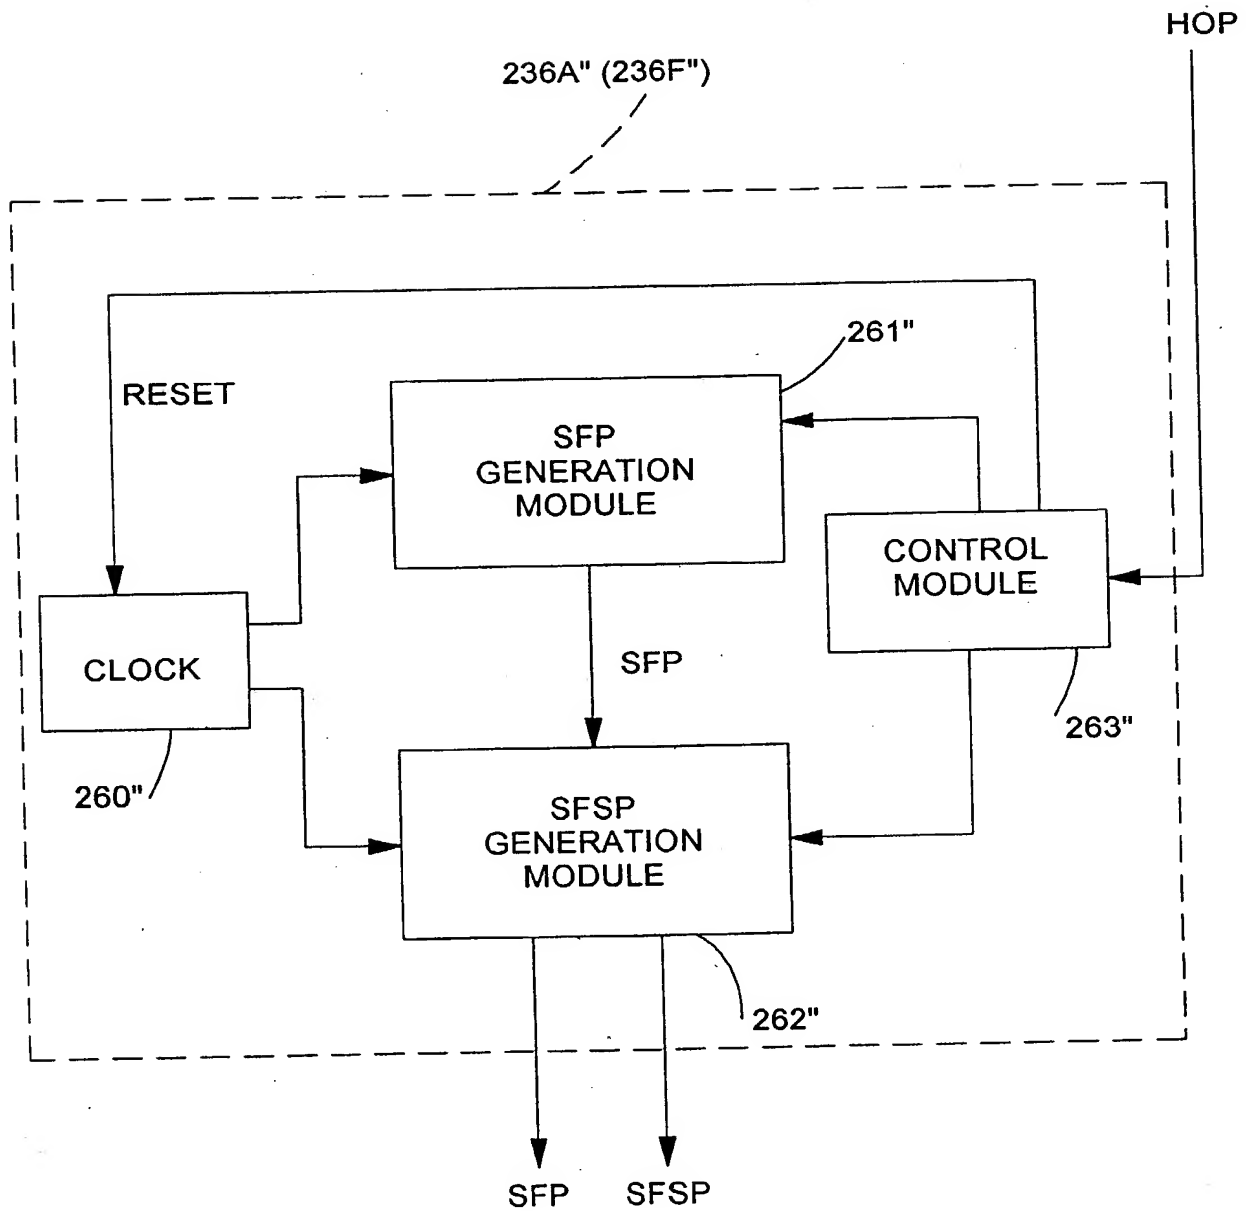 HOP
236A" (236F")
261"
RESET
SFP
GENERATION
MODULE
CONTROL
MODULE
CLOCK
SFP
263"
260"
SFSP
GENERATION
MODULE
262"
SFP
SFSP